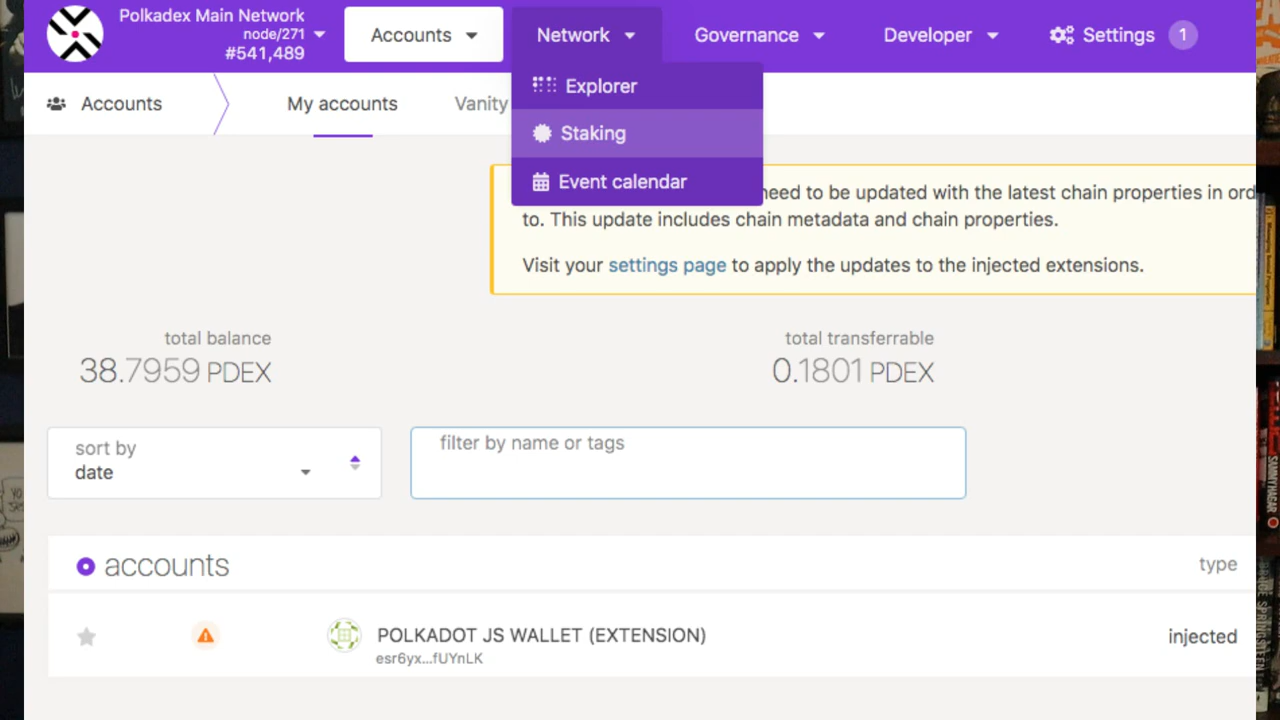 Polkadex Main Network
node/271
#541,489
Accounts
Network
Governance
Developer
Settings
1
Accounts
My accounts
Vanity
Explorer
Staking
Event calendar
need to be updated with the latest chain properties in ord
to. This update includes chain metadata and chain properties.
Visit your settings page to apply the updates to the injected extensions.
total balance
38.7959 PDEX
total transferrable
0.1801 PDEX
sort by
date
filter by name or tags
accounts
type
POLKADOT JS WALLET (EXTENSION)
injected
esr6yx...fUYnLK
SAMMY HAGAR
BRUCE SPRINGSTEEN